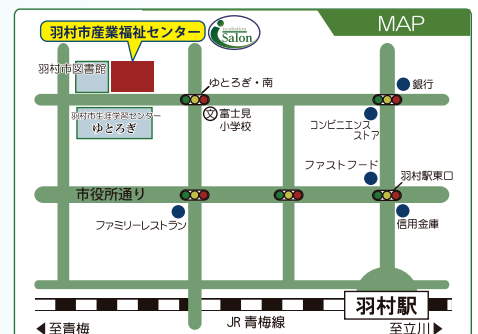 MAP
羽村市産業福祉センター
Salon
羽村市図書館
ゆとろぎ・南
銀行
羽村市生涯学習センター
ゆとろぎ
文
富士見
小学校
コンビニエンス
ストア
ファストフード
羽村駅東口
市役所通り
ファミリーレストラン
信用金庫
羽村駅
至青梅
JR 青梅線
至立川